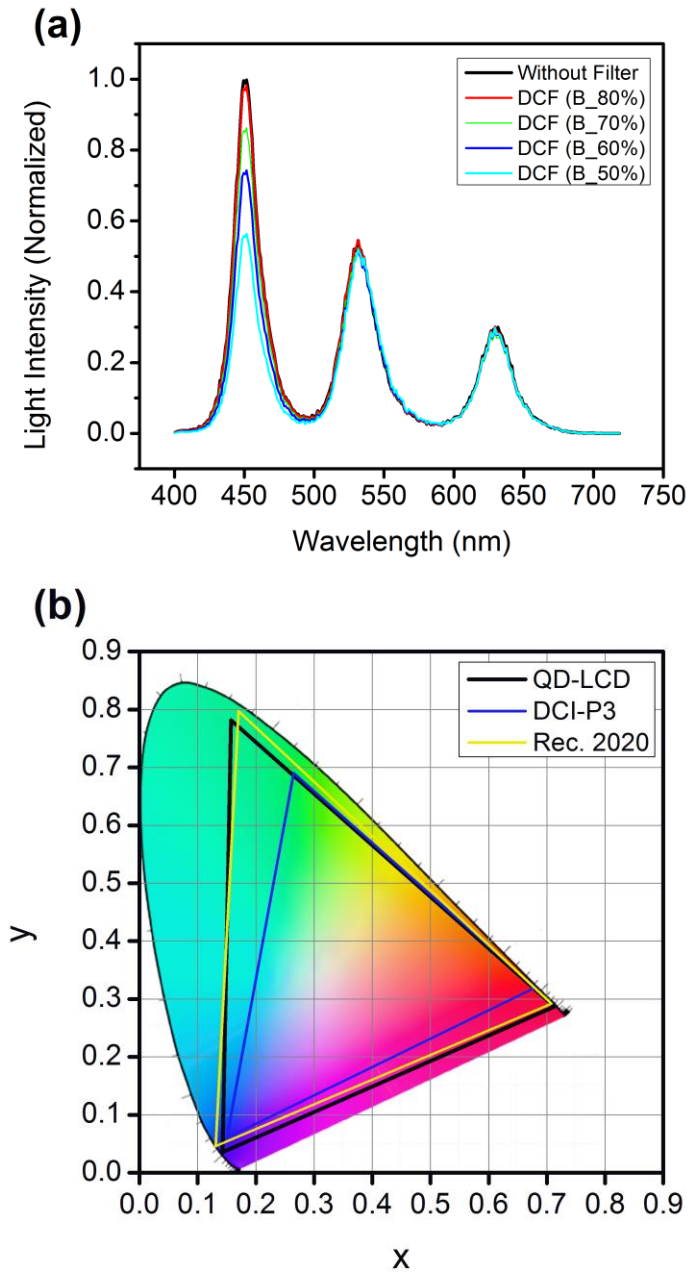 (a)
Light Intensity (Normalized)
1.0
0.8
0.6
0.4
0.2
0.0
Without Filter
DCF (B_80%)
DCF (B_70%)
DCF (B_60%)
DCF (B_50%)
400 450 500 550 600 650 700 750
Wavelength (nm)
(b)
y
0.9
0.8
0.7
0.6
0.5
0.4
0.3
0.2
0.1
0.0
QD-LCD
DCI-P3
Rec. 2020
0.0 0.1 0.2 0.3 0.4 0.5 0.6 0.7 0.8 0.9
x